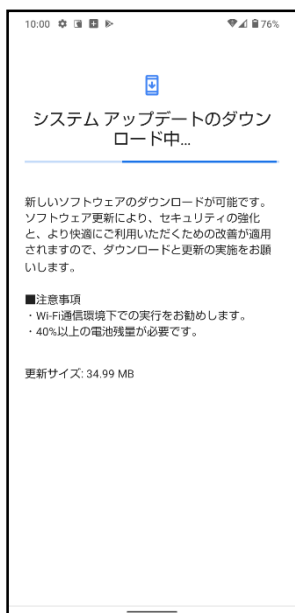 10:00 76%
システム アップデートのダウン
ロード中...
新しいソフトウェアのダウンロードが可能です。
ソフトウェア更新により、セキュリティの強化
と、より快適にご利用いただくための改善が適用
されますので、ダウンロードと更新の実施をお願
いします。
■注意事項
・Wi-Fi通信環境下での実行をお勧めします。
・40%以上の電池残量が必要です。
更新サイズ: 34.99 MB